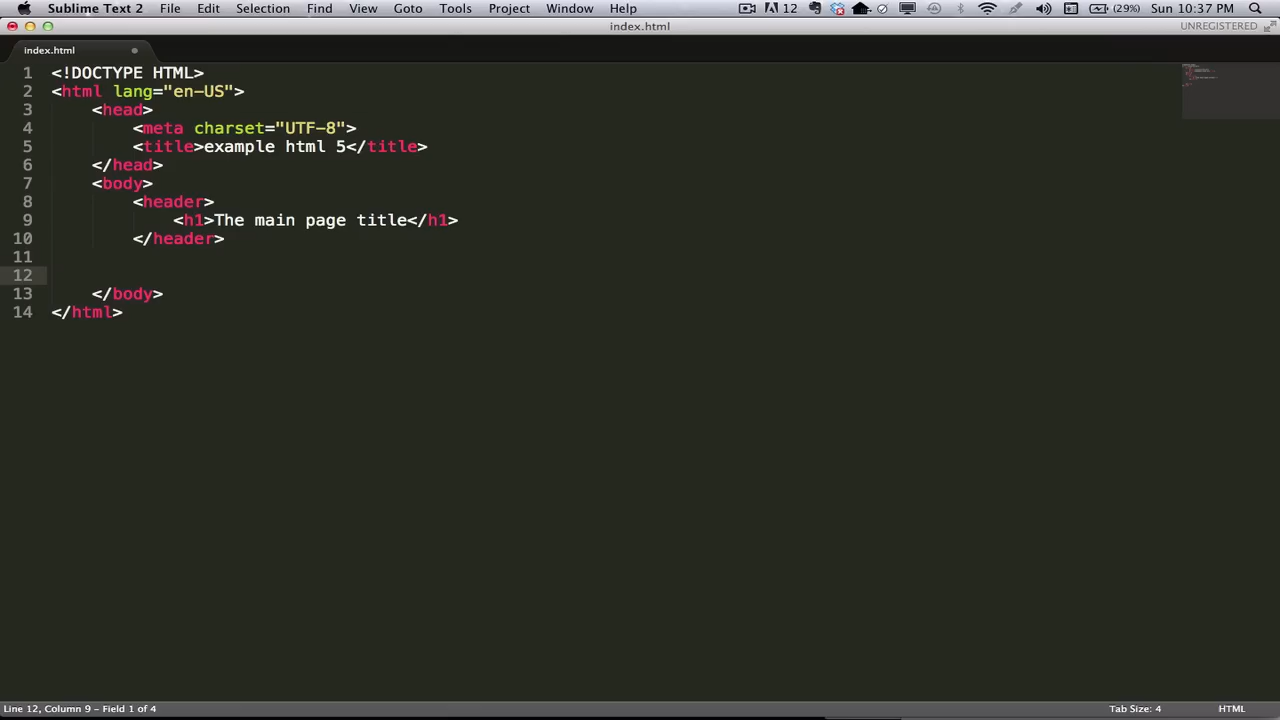 Sublime Text 2 File Edit Selection Find View Goto Tools Project Window Help 12 (29%) Sun 10:37 PM
index.html UNREGISTERED
index.html
1 <!DOCTYPE HTML>
2 <html lang="en-US">
3 <head>
4 <meta charset="UTF-8">
5 <title>example html 5</title>
6 </head>
7 <body>
8 <header>
9 <h1>The main page title</h1>
10 </header>
11
12
13 </body>
14 </html>
Line 12, Column 9 - Field 1 of 4 Tab Size: 4 HTML